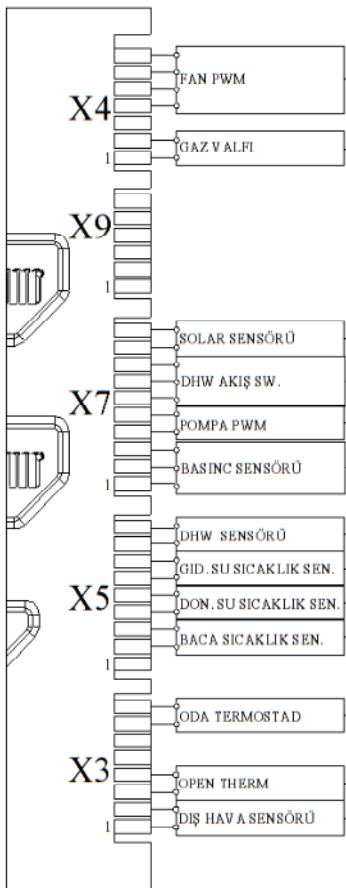 FAN PWM
X4
GAZ VALFI
1
X9
1
SOLAR SENSÖRÜ
DHW AKIŞ SW.
X7
POMPA PWM
BASINC SENSÖRÜ
1
DHW SENSÖRÜ
GID. SU SICAKLIK SEN.
X5
DON. SU SICAKLIK SEN.
BACA SICAKLIK SEN.
1
ODA TERMOSTAD
X3
OPEN THERM
DIŞ HAVA SENSÖRÜ
1